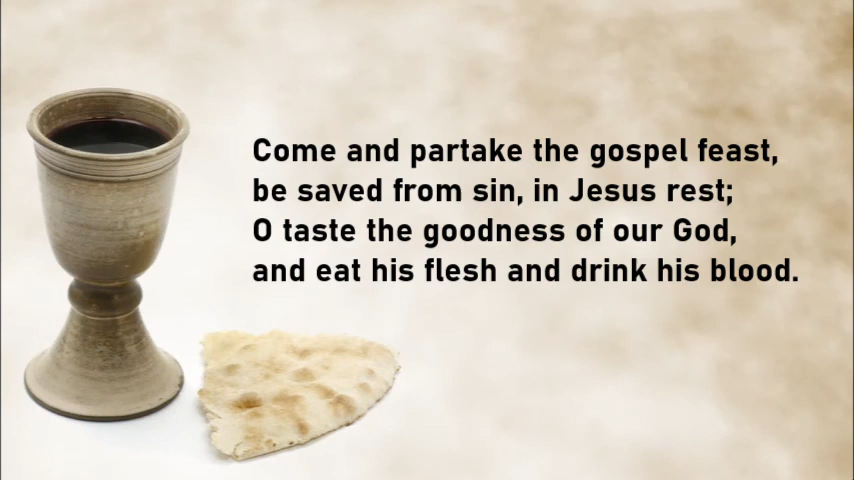 Come and partake the gospel feast,
be saved from sin, in Jesus rest;
O taste the goodness of our God,
and eat his flesh and drink his blood.